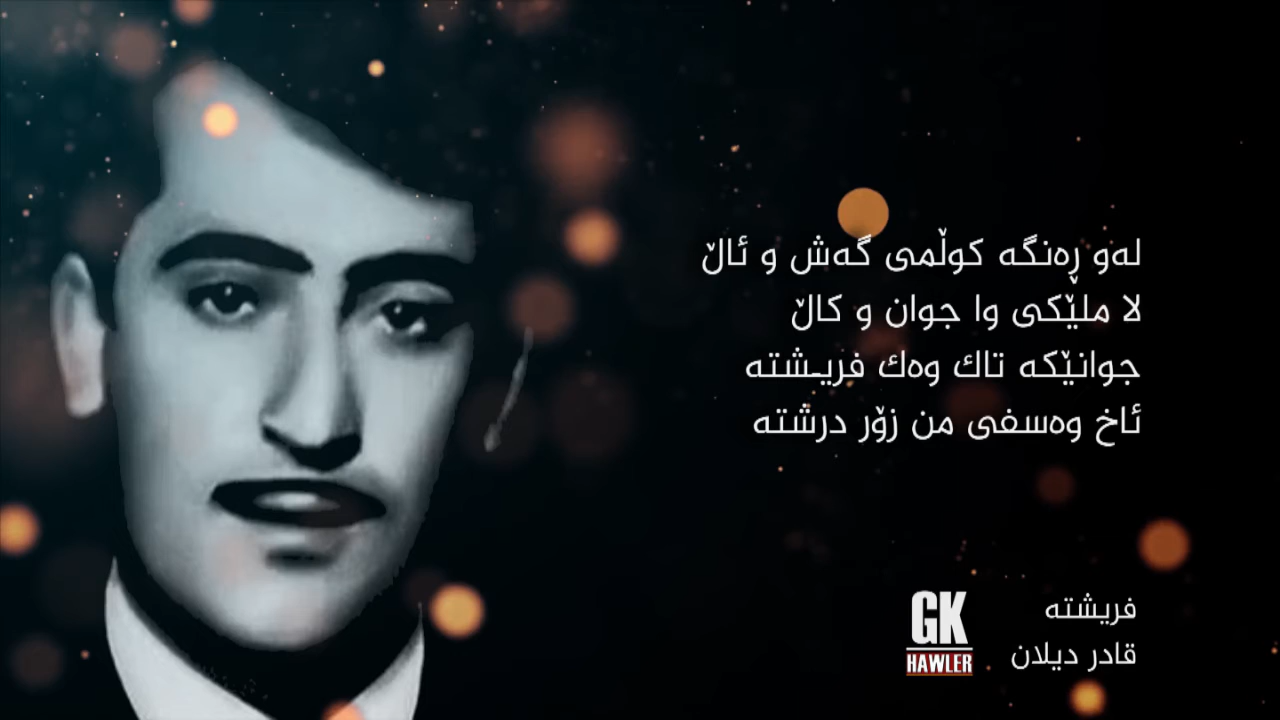 لەو ڕەنگە کوڵمی گەش و ئاڵ
لا ملێکی وا جوان و کاڵ
جوانێکە تاك وەك فریـشتە
ئاخ وەسفی من زۆر درشتە
فریشتە
قادر دیلان
GK
HAWLER